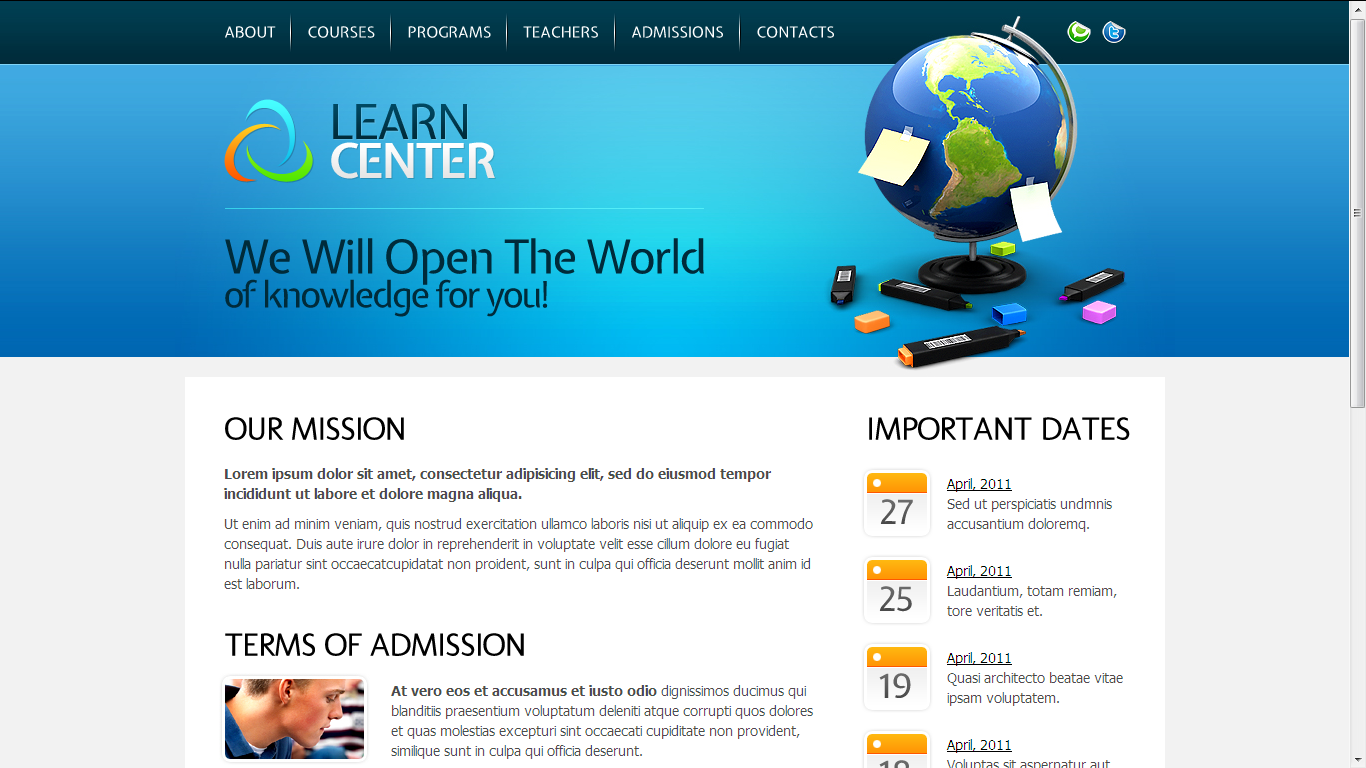 ABOUT COURSES PROGRAMS TEACHERS ADMISSIONS CONTACTS
LEARN
CENTER
We Will Open The World
of knowledge for you!
OUR MISSION
Lorem ipsum dolor sit amet, consectetur adipisicing elit, sed do eiusmod tempor
incididunt ut labore et dolore magna aliqua.
Ut enim ad minim veniam, quis nostrud exercitation ullamco laboris nisi ut aliquip ex ea commodo
consequat. Duis aute irure dolor in reprehenderit in voluptate velit esse cillum dolore eu fugiat
nulla pariatur sint occaecatcupidatat non proident, sunt in culpa qui officia deserunt mollit anim id
est laborum.
TERMS OF ADMISSION
At vero eos et accusamus et iusto odio dignissimos ducimus qui
blanditiis praesentium voluptatum deleniti atque corrupti quos dolores
et quas molestias excepturi sint occaecati cupiditate non provident,
similique sunt in culpa qui officia deserunt.
IMPORTANT DATES
27
April, 2011
Sed ut perspiciatis undmnis
accusantium doloremq.
25
April, 2011
Laudantium, totam remiam,
tore veritatis et.
19
April, 2011
Quasi architecto beatae vitae
ipsam voluptatem.
April, 2011
Voluptas sit aspernatur aut